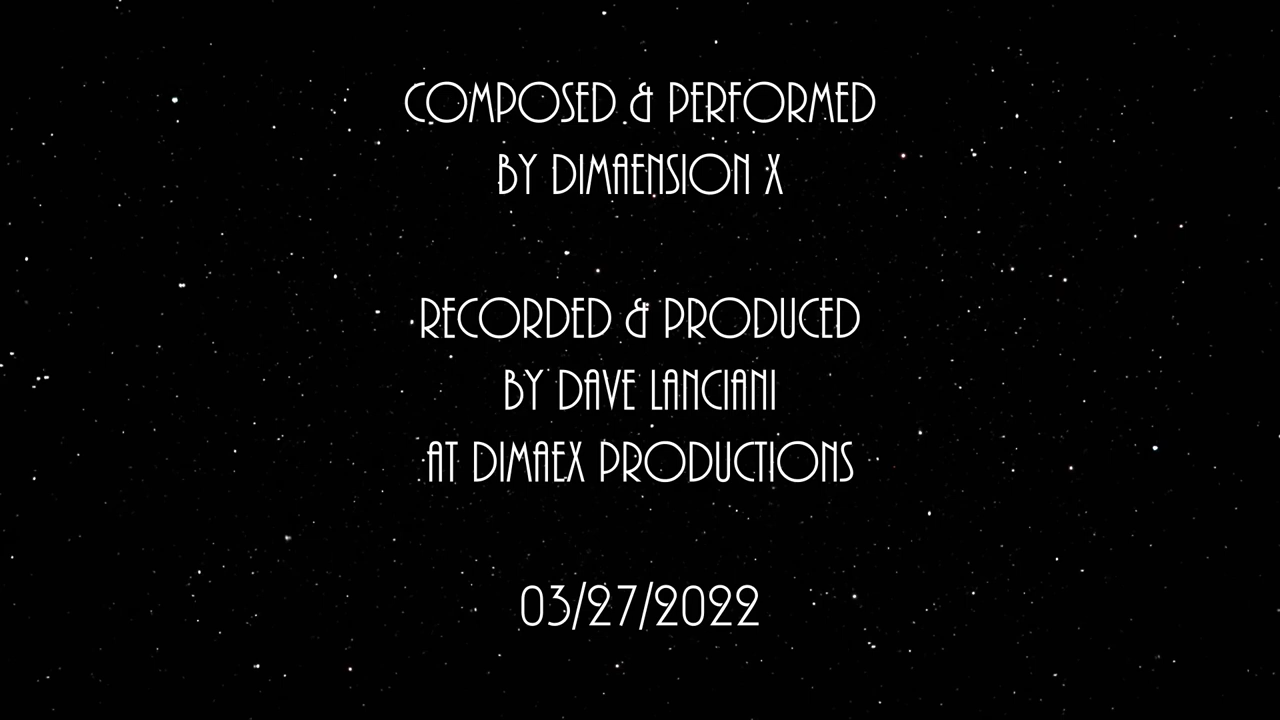 COMPOSED & PERFORMED
BY DIMAENSION X
RECORDED & PRODUCED
BY DAVE LANCIANI
AT DIMAEX PRODUCTIONS
03/27/2022